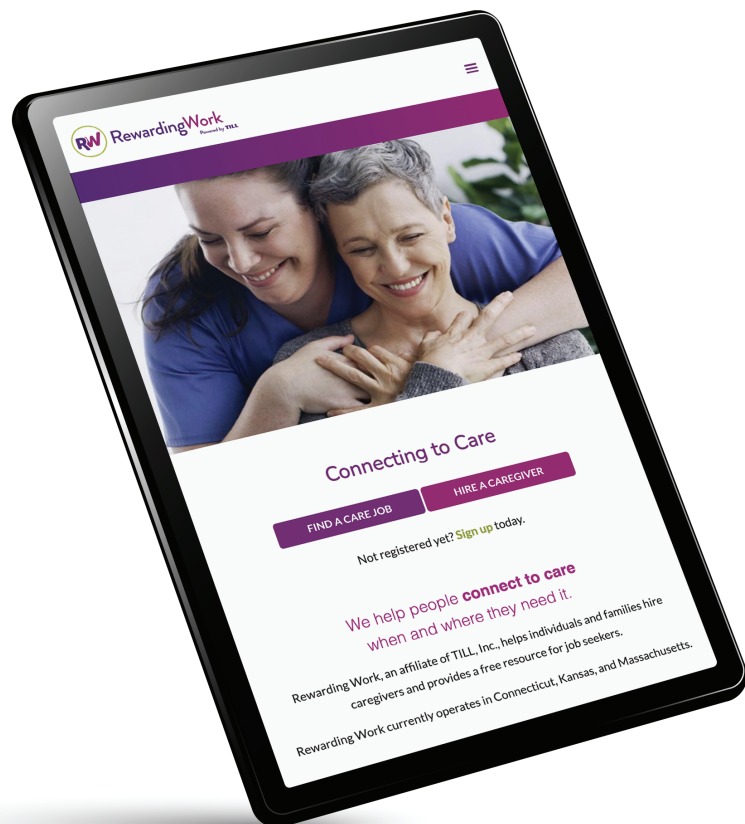 RW RewardingWork
Powered by TILL
Connecting to Care
FIND A CARE JOB
HIRE A CAREGIVER
Not registered yet? Sign up today.
We help people connect to care
when and where they need it.
Rewarding Work, an affiliate of TILL, Inc., helps individuals and families hire
caregivers and provides a free resource for job seekers.
Rewarding Work currently operates in Connecticut, Kansas, and Massachusetts.